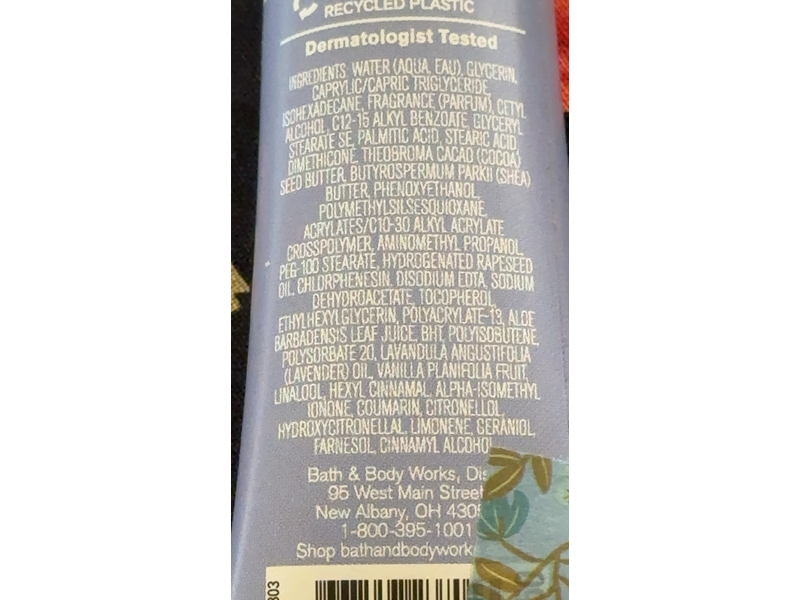 RECYCLED PLASTIC
Dermatologist Tested
INGREDIENTS: WATER (AQUA, EAU), GLYCERIN,
CAPRYLIC/CAPRIC TRIGLYCERIDE,
ISOHEXADECANE, FRAGRANCE (PARFUM), CETYL
ALCOHOL, C12-15 ALKYL BENZOATE, GLYCERYL
STEARATE SE, PALMITIC ACID, STEARIC ACID,
DIMETHICONE, THEOBROMA CACAO (COCOA)
SEED BUTTER, BUTYROSPERMUM PARKII (SHEA)
BUTTER, PHENOXYETHANOL,
POLYMETHYLSILSESQUIOXANE,
ACRYLATES/C10-30 ALKYL ACRYLATE
CROSSPOLYMER, AMINOMETHYL PROPANOL,
PEG-100 STEARATE, HYDROGENATED RAPESEED
OIL, CHLORPHENESIN, DISODIUM EDTA, SODIUM
DEHYDROACETATE, TOCOPHEROL,
ETHYLHEXYLGLYCERIN, POLYACRYLATE-13, ALOE
BARBADENSIS LEAF JUICE, BHT, POLYISOBUTENE,
POLYSORBATE 20, LAVANDULA ANGUSTIFOLIA
(LAVENDER) OIL, VANILLA PLANIFOLIA FRUIT,
LINALOOL, HEXYL CINNAMAL, ALPHA-ISOMETHYL
IONONE, COUMARIN, CITRONELLOL,
HYDROXYCITRONELLAL, LIMONENE, GERANIOL,
FARNESOL, CINNAMYL ALCOHOL
Bath & Body Works, Dis
95 West Main Street
New Albany, OH 430
1-800-395-1001
Shop bathandbodywork
303